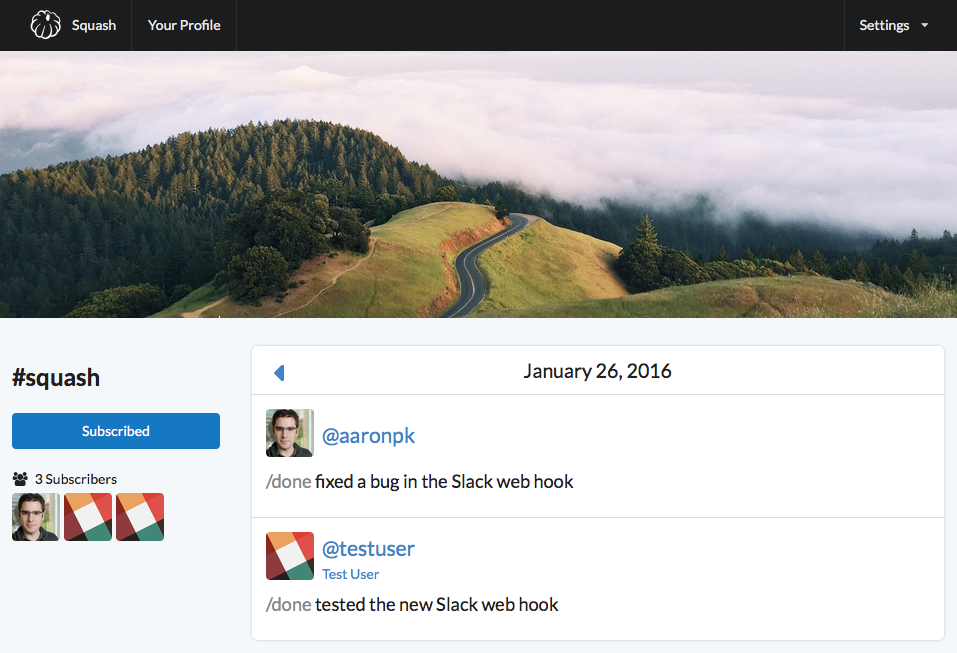 Squash
Your Profile
Settings
#squash
Subscribed
3 Subscribers
January 26, 2016
@aaronpk
/done fixed a bug in the Slack web hook
@testuser
Test User
/done tested the new Slack web hook